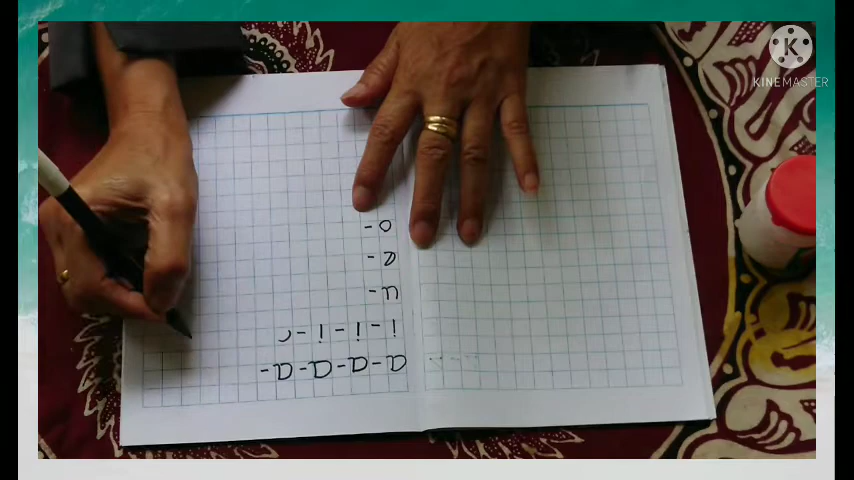 K
KINEMASTER
a - a - a - a -
i - i - i -
u -
e -
o -